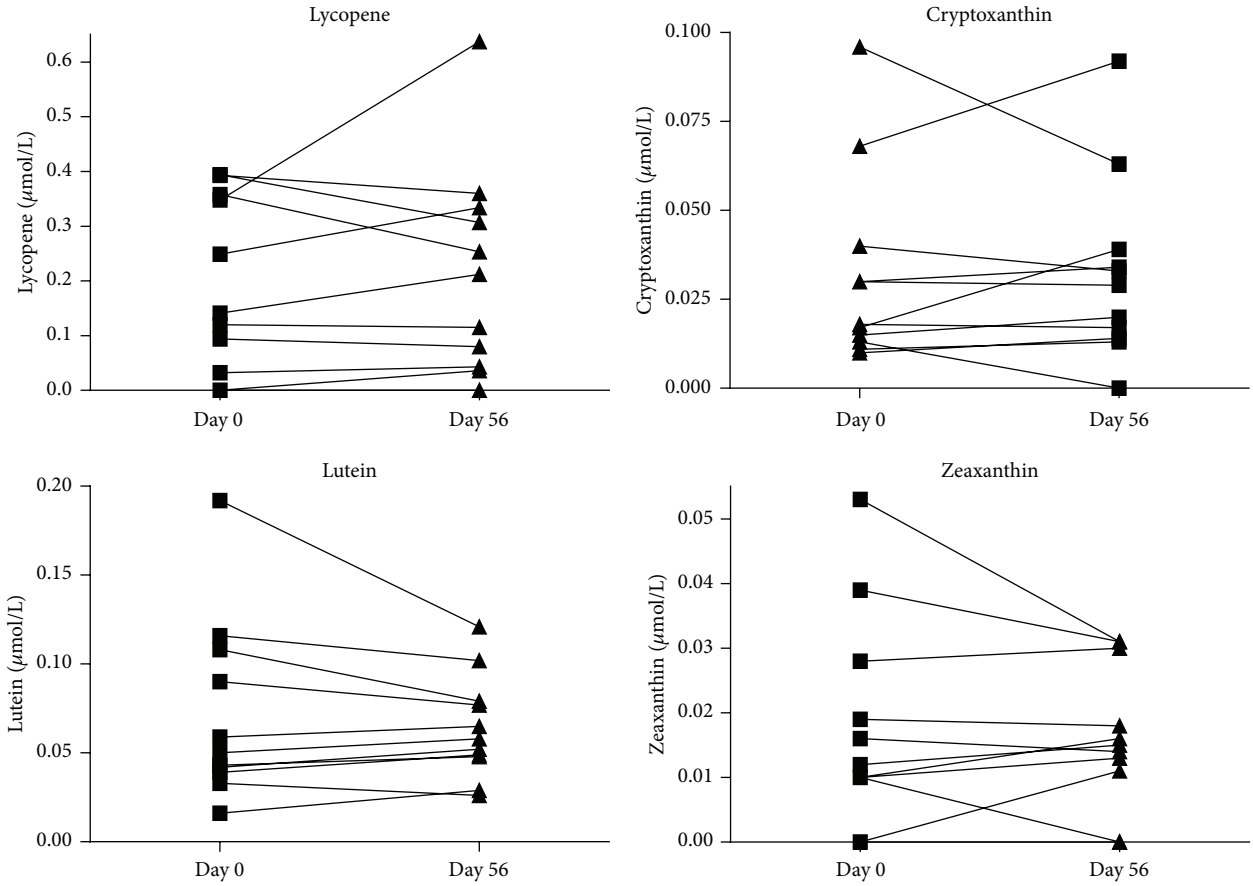 Lycopene
Lycopene (μmol/L)
0.6
0.5
0.4
0.3
0.2
0.1
0.0
Day 0
Day 56
Cryptoxanthin
Cryptoxanthin (μmol/L)
0.100
0.075
0.050
0.025
0.000
Day 0
Day 56
Lutein
Lutein (μmol/L)
0.20
0.15
0.10
0.05
0.00
Day 0
Day 56
Zeaxanthin
Zeaxanthin (μmol/L)
0.05
0.04
0.03
0.02
0.01
0.00
Day 0
Day 56